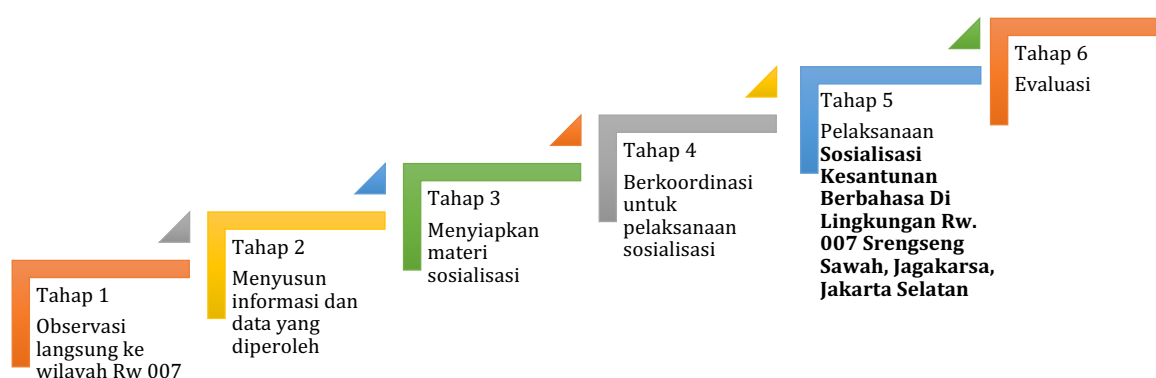 Tahap 1
Observasi
langsung ke
wilayah Rw 007
Tahap 2
Menyusun
informasi dan
data yang
diperoleh
Tahap 3
Menyiapkan
materi
sosialisasi
Tahap 4
Berkoordinasi
untuk
pelaksanaan
sosialisasi
Tahap 5
Pelaksanaan
Sosialisasi
Kesantunan
Berbahasa Di
Lingkungan Rw.
007 Srengseng
Sawah, Jagakarsa,
Jakarta Selatan
Tahap 6
Evaluasi